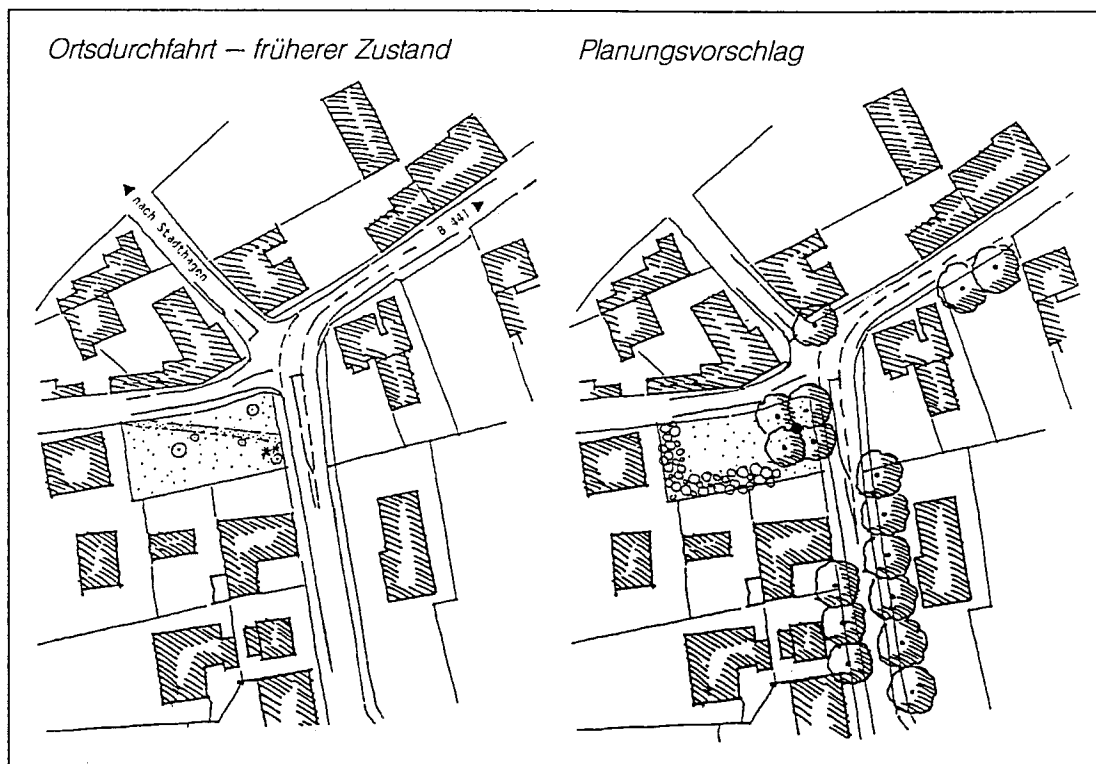 Ortsdurchfahrt – früherer Zustand
Planungsvorschlag
nach Stadthagen
B 441